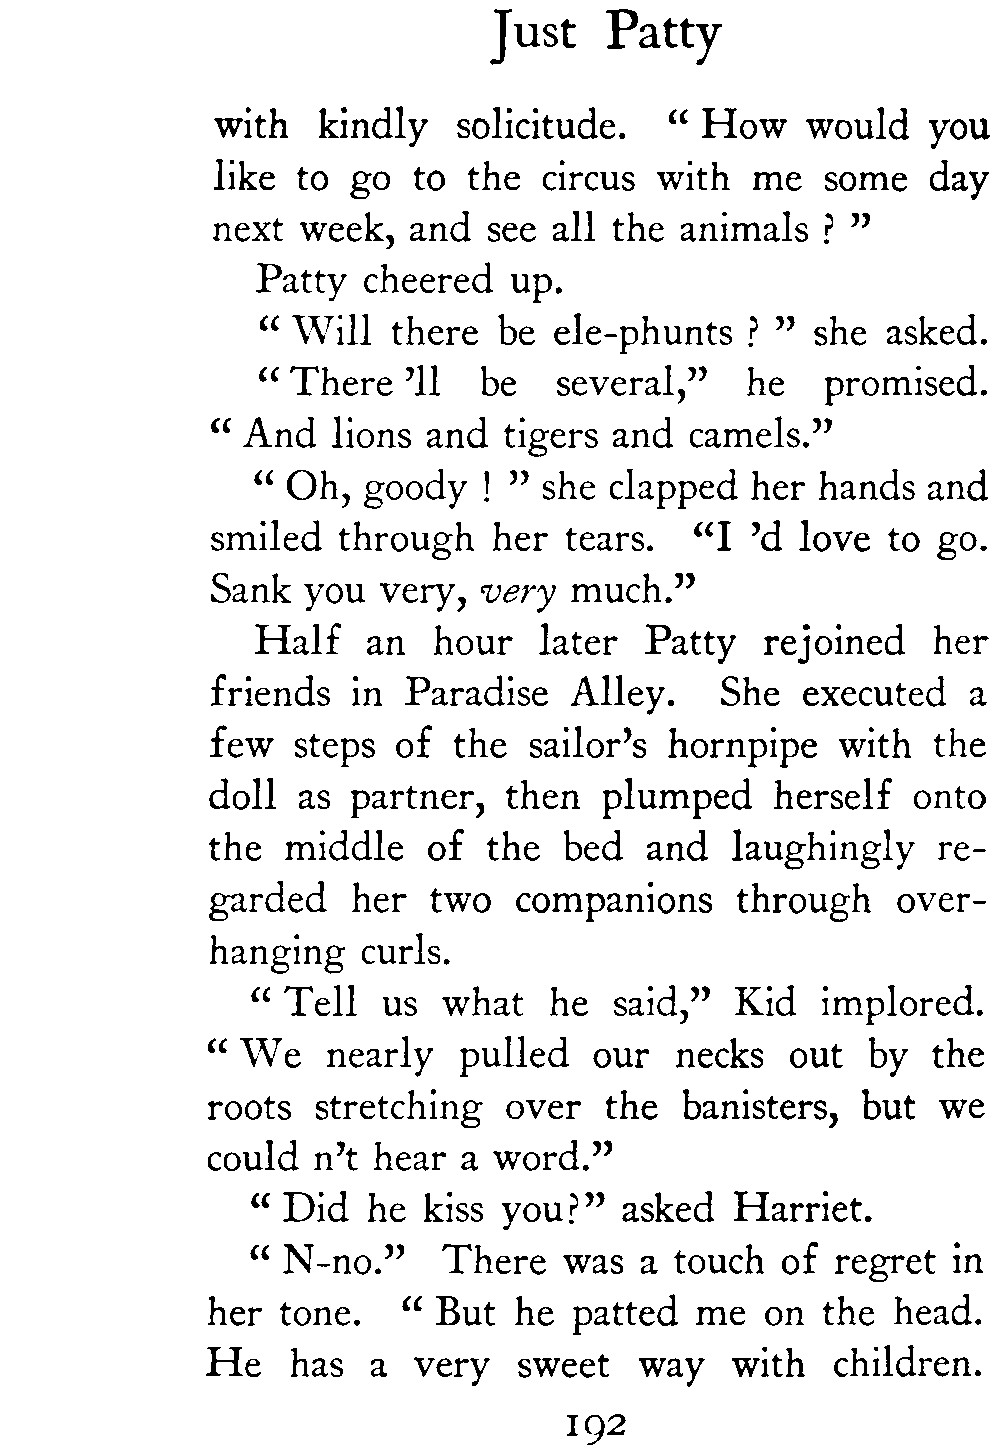 Just Patty
with kindly solicitude. “ How would you
like to go to the circus with me some day
next week, and see all the animals ? ”
Patty cheered up.
“ Will there be ele-phunts ? ” she asked.
“ There ’ll be several,” he promised.
“ And lions and tigers and camels.”
“ Oh, goody ! ” she clapped her hands and
smiled through her tears. “I ’d love to go.
Sank you very, very much.”
Half an hour later Patty rejoined her
friends in Paradise Alley. She executed a
few steps of the sailor’s hornpipe with the
doll as partner, then plumped herself onto
the middle of the bed and laughingly re-
garded her two companions through over-
hanging curls.
“ Tell us what he said,” Kid implored.
“ We nearly pulled our necks out by the
roots stretching over the banisters, but we
could n’t hear a word.”
“ Did he kiss you?” asked Harriet.
“ N-no.” There was a touch of regret in
her tone. “ But he patted me on the head.
He has a very sweet way with children.
192